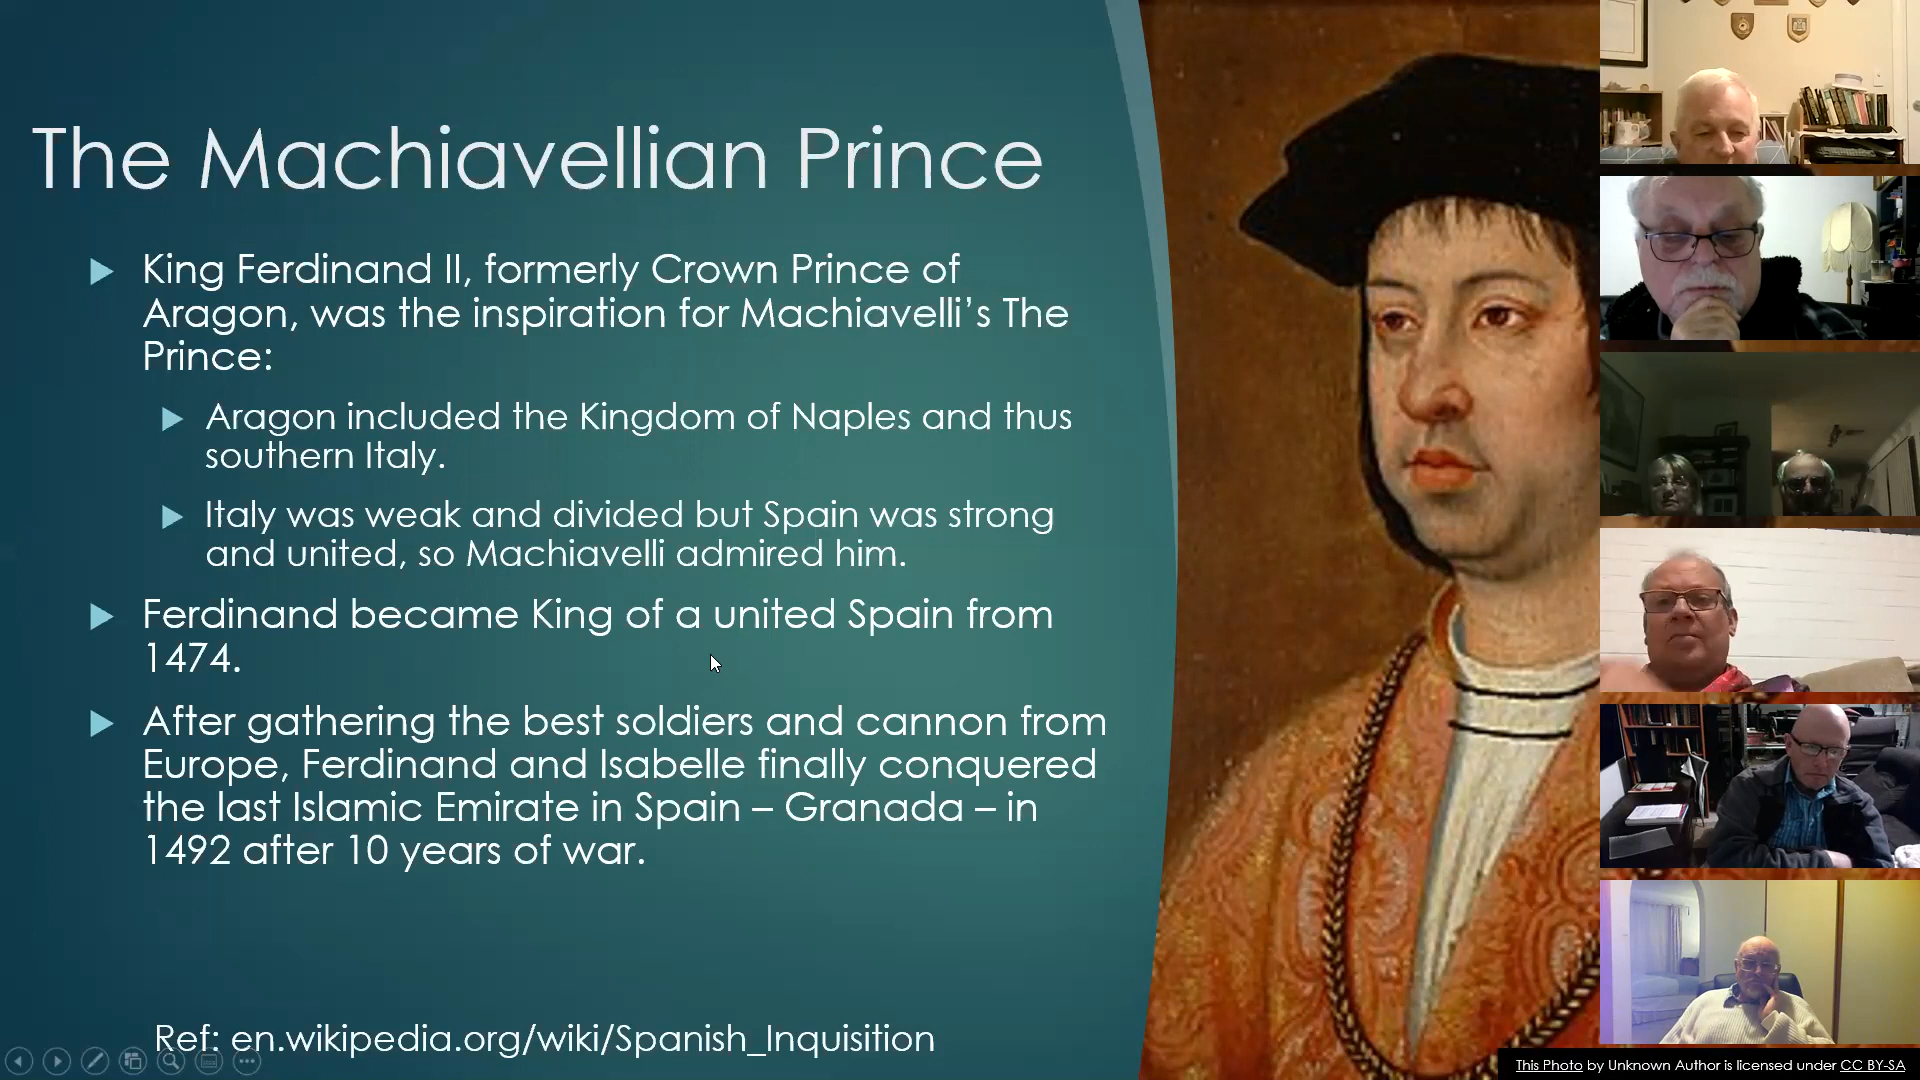 The Machiavellian Prince
King Ferdinand II, formerly Crown Prince of
Aragon, was the inspiration for Machiavelli’s The
Prince:
Aragon included the Kingdom of Naples and thus
southern Italy.
Italy was weak and divided but Spain was strong
and united, so Machiavelli admired him.
Ferdinand became King of a united Spain from
1474.
After gathering the best soldiers and cannon from
Europe, Ferdinand and Isabelle finally conquered
the last Islamic Emirate in Spain – Granada – in
1492 after 10 years of war.
Ref: en.wikipedia.org/wiki/Spanish_Inquisition
This Photo by Unknown Author is licensed under CC BY-SA